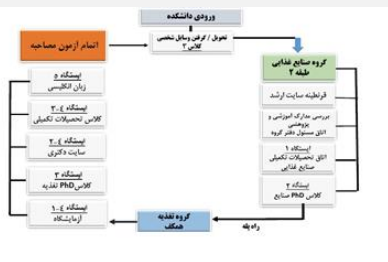 ورودی دانشکده
تحویل / گرفتن وسایل شخصی
کلاس ۳
گروه صنایع غذایی
طبقه ۲
قرنطینه سایت ارشد
بررسی مدارک آموزشی و
پژوهشی
اتاق مسئول دفتر گروه
ایستگاه ۱
اتاق تحصیلات تکمیلی
صنایع غذایی
ایستگاه ۲
کلاس PhD صنایع
راه پله
گروه تغذیه
همکف
ایستگاه ۴-۱
آزمایشگاه
ایستگاه ۳
کلاس PhD تغذیه
ایستگاه ۴-۲
سایت دکتری
ایستگاه ۴-۳
کلاس تحصیلات تکمیلی
ایستگاه ۵
زبان انگلیسی
اتمام آزمون مصاحبه